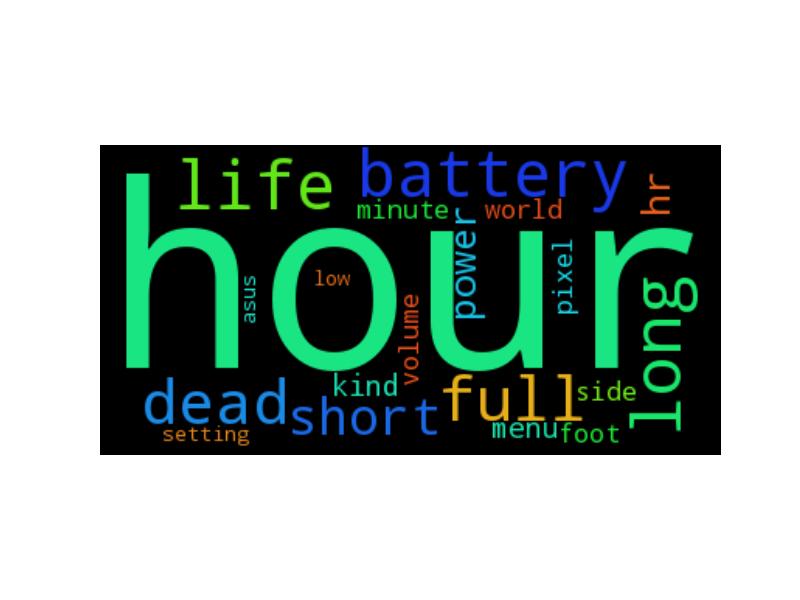 life
battery
hr
minute
world
hour
power
pixel
low
asus
volume
long
kind
full
side
dead
short
setting
menu
foot